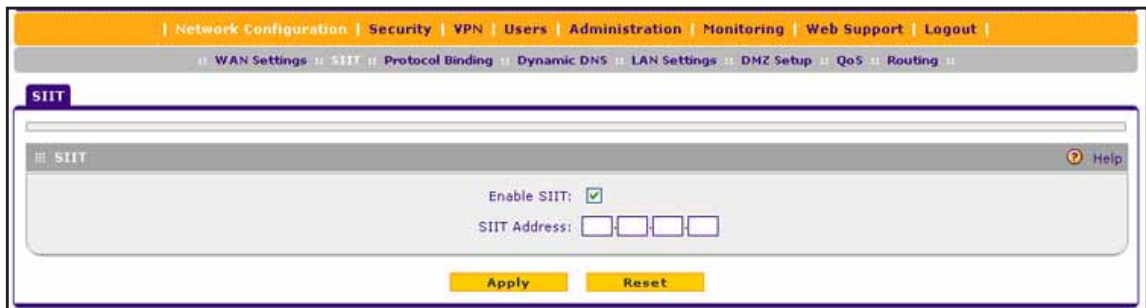 | Network Configuration | Security | VPN | Users | Administration | Monitoring | Web Support | Logout |
:: WAN Settings :: SIIT :: Protocol Binding :: Dynamic DNS :: LAN Settings :: DMZ Setup :: QoS :: Routing ::
SIIT
SIIT
? Help
Enable SIIT:
SIIT Address: . . .
Apply Reset